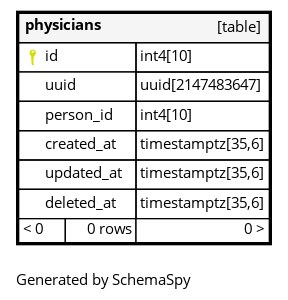 physicians [table]
id int4[10]
uuid uuid[2147483647]
person_id int4[10]
created_at timestamptz[35,6]
updated_at timestamptz[35,6]
deleted_at timestamptz[35,6]
< 0 0 rows 0 >
Generated by SchemaSpy